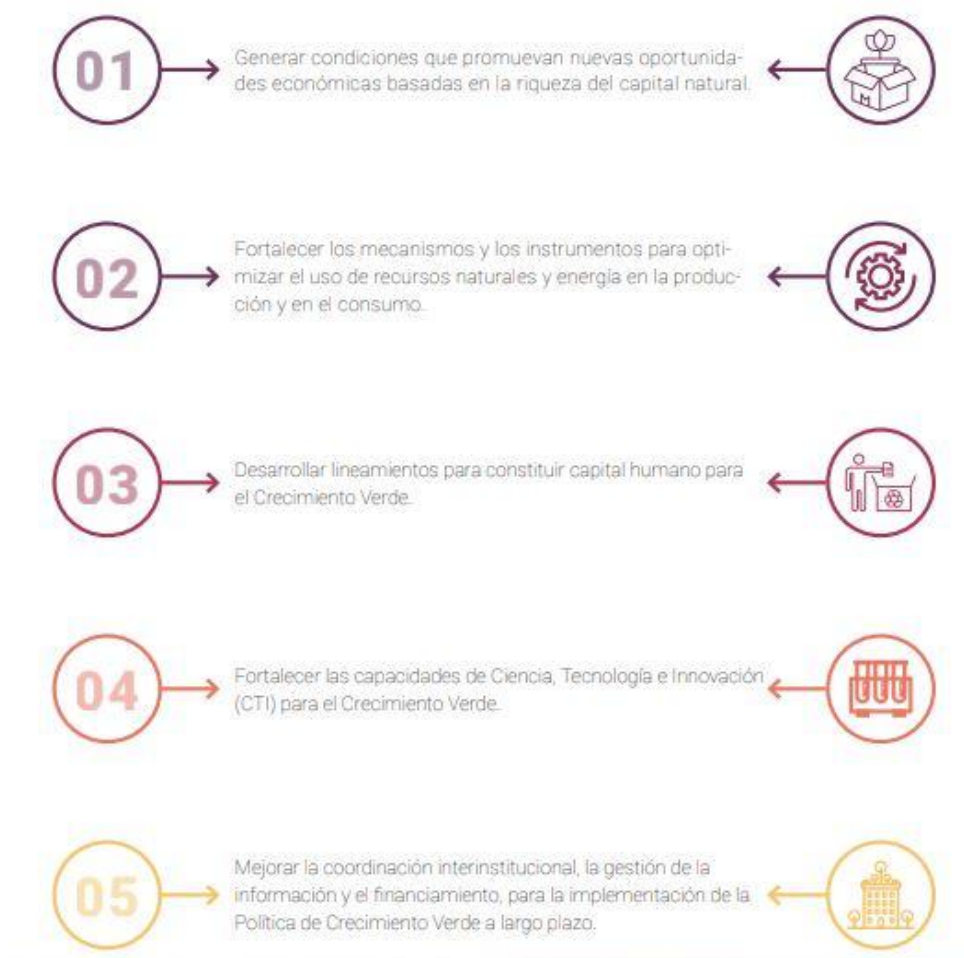 01
Generar condiciones que promuevan nuevas oportunida-
des económicas basadas en la riqueza del capital natural.
M
02
Fortalecer los mecanismos y los instrumentos para opti-
mizar el uso de recursos naturales y energía en la produc-
ción y en el consumo.
03
Desarrollar lineamientos para constituir capital humano para
el Crecimiento Verde.
04
Fortalecer las capacidades de Ciencia, Tecnología e Innovación
(CTI) para el Crecimiento Verde.
05
Mejorar la coordinación interinstitucional, la gestión de la
información y el financiamiento, para la implementación de la
Política de Crecimiento Verde a largo plazo.